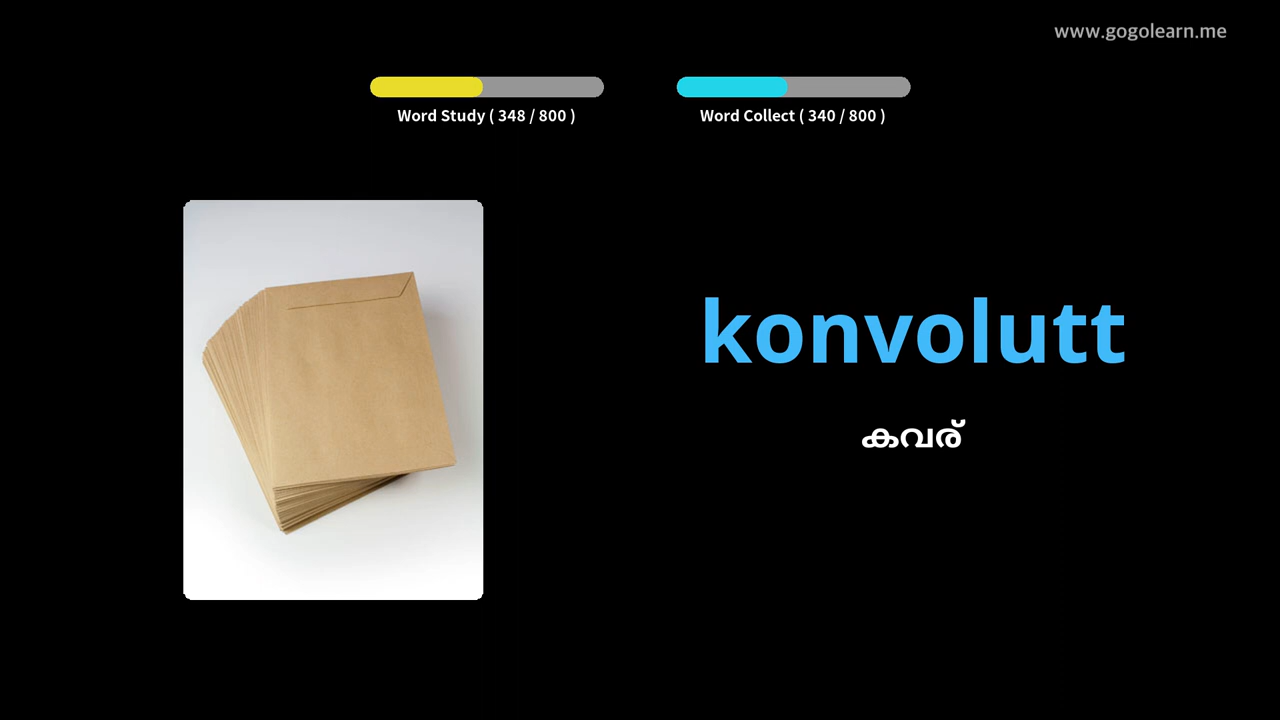 www.gogolearn.me
Word Study ( 348 / 800 )
Word Collect ( 340 / 800 )
konvolutt
കവര്